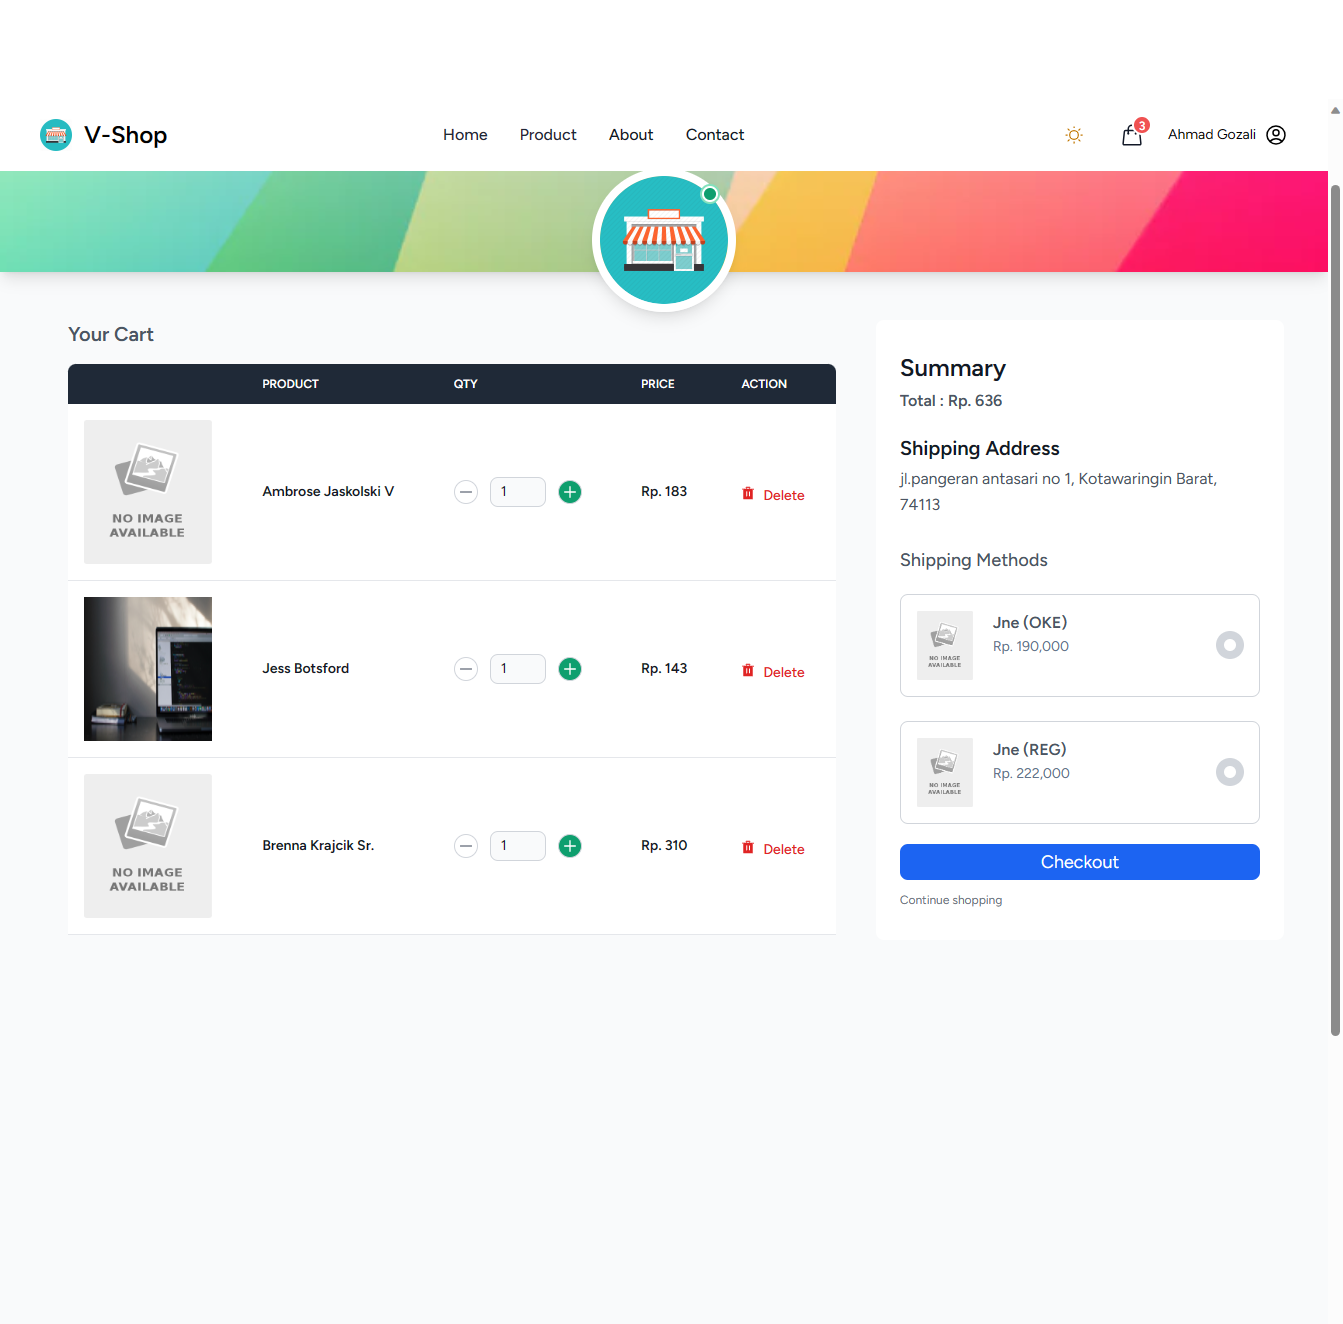 V-Shop
Home Product About Contact
3
Ahmad Gozali
Your Cart
PRODUCT QTY PRICE ACTION
NO IMAGE
AVAILABLE
Ambrose Jaskolski V 1 Rp. 183 Delete
Jess Botsford 1 Rp. 143 Delete
NO IMAGE
AVAILABLE
Brenna Krajcik Sr. 1 Rp. 310 Delete
Summary
Total : Rp. 636
Shipping Address
jl.pangeran antasari no 1, Kotawaringin Barat,
74113
Shipping Methods
NO IMAGE
AVAILABLE
Jne (OKE)
Rp. 190,000
NO IMAGE
AVAILABLE
Jne (REG)
Rp. 222,000
Checkout
Continue shopping